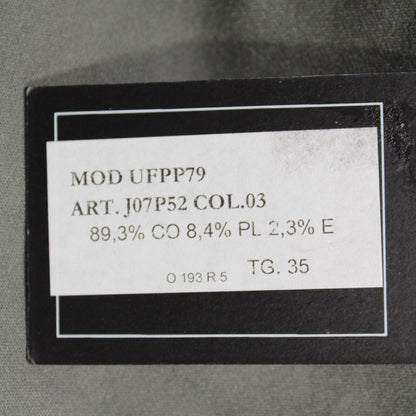 MOD UFPP79
ART. J07P52 COL.03
89,3% CO 8,4% PL 2,3% E
O 193 R 5 TG. 35